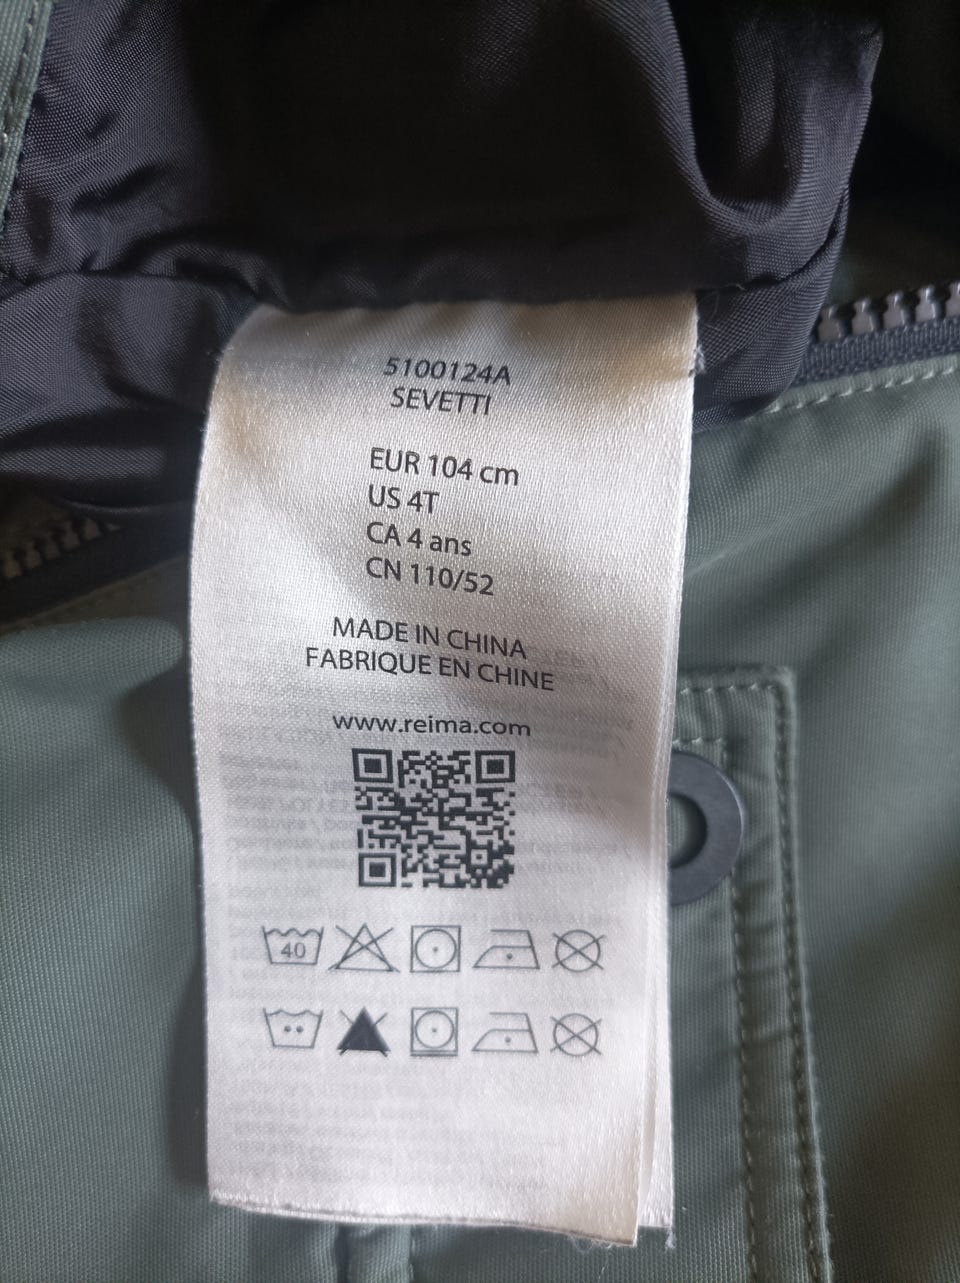 5100124A
SEVETTI
EUR 104 cm
US 4T
CA 4 ans
CN 110/52
MADE IN CHINA
FABRIQUE EN CHINE
www.reima.com
40